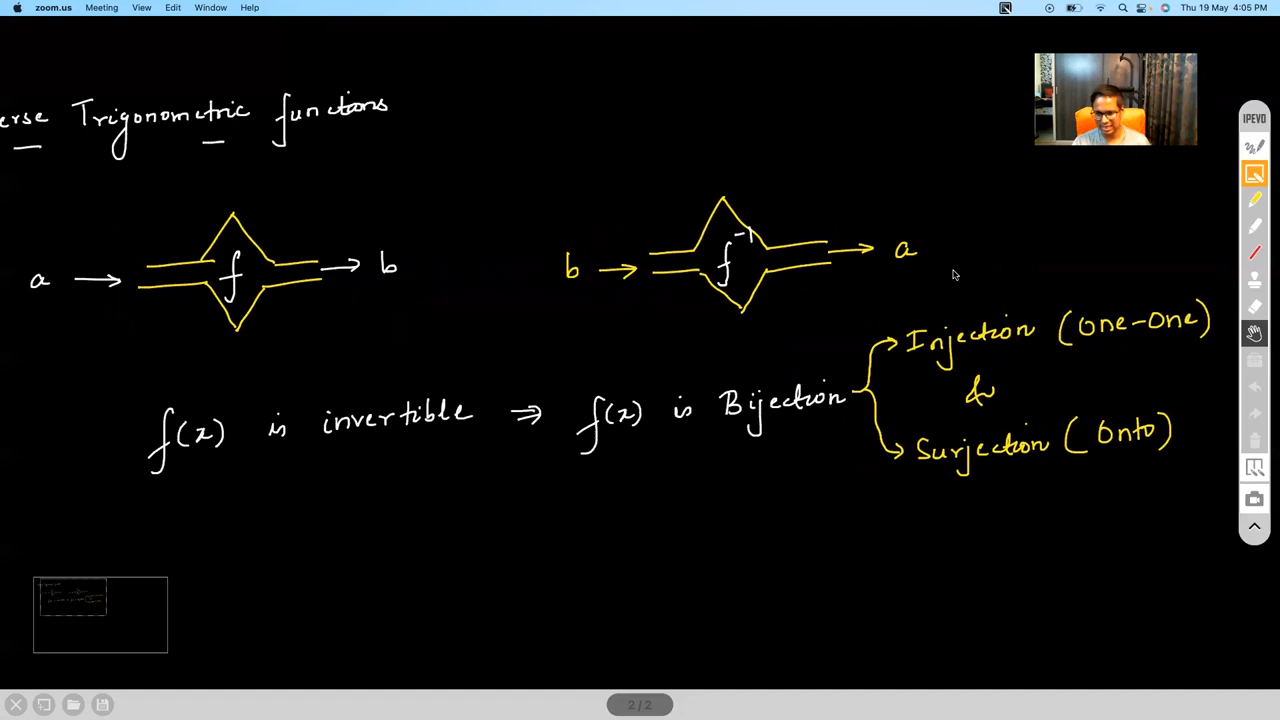 zoom.us Meeting View Edit Window Help Thu 19 May 4:05 PM
erse Trigonometric functions
IPEVO
a → f → b b → f⁻¹ → a
Injection (One-One)
&
f(x) is invertible ⇒ f(x) is Bijection
Surjection (Onto)
2 / 2